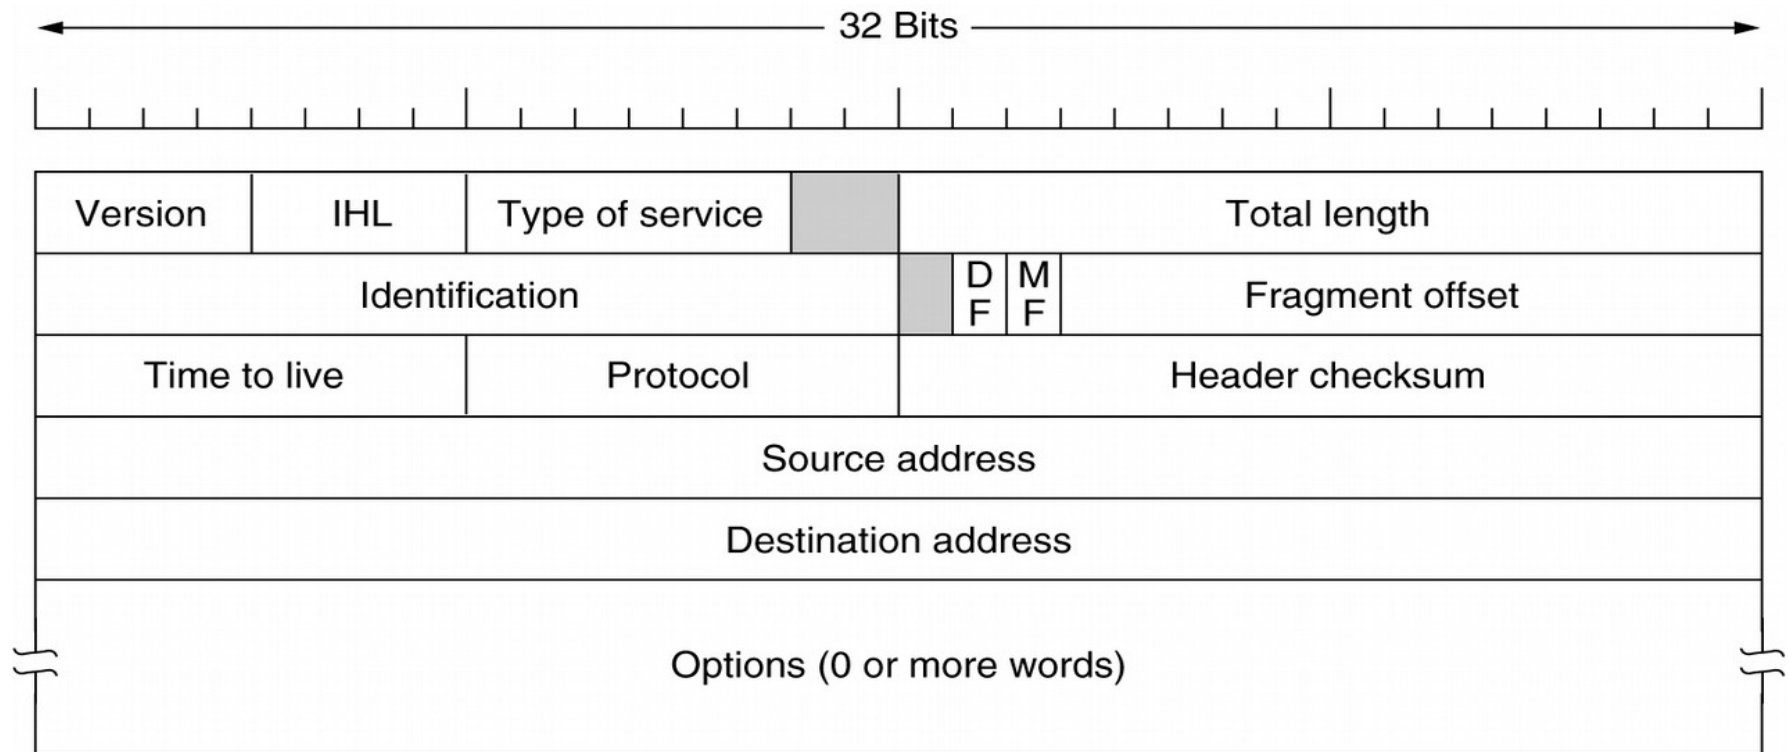 32 Bits
Version IHL Type of service Total length
Identification D F M F Fragment offset
Time to live Protocol Header checksum
Source address
Destination address
Options (0 or more words)